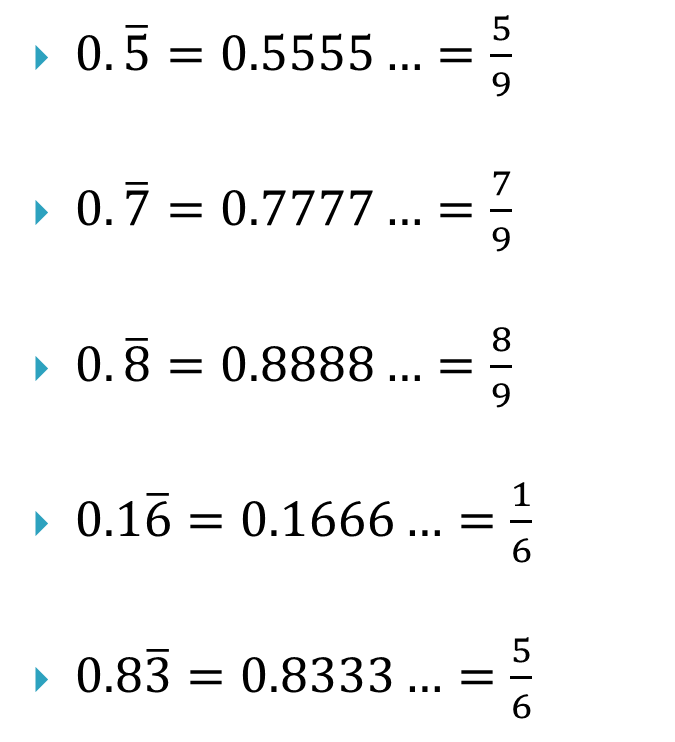 0.5̅ = 0.5555 ... = 5/9
0.7̅ = 0.7777 ... = 7/9
0.8̅ = 0.8888 ... = 8/9
0.16̅ = 0.1666 ... = 1/6
0.83̅ = 0.8333 ... = 5/6